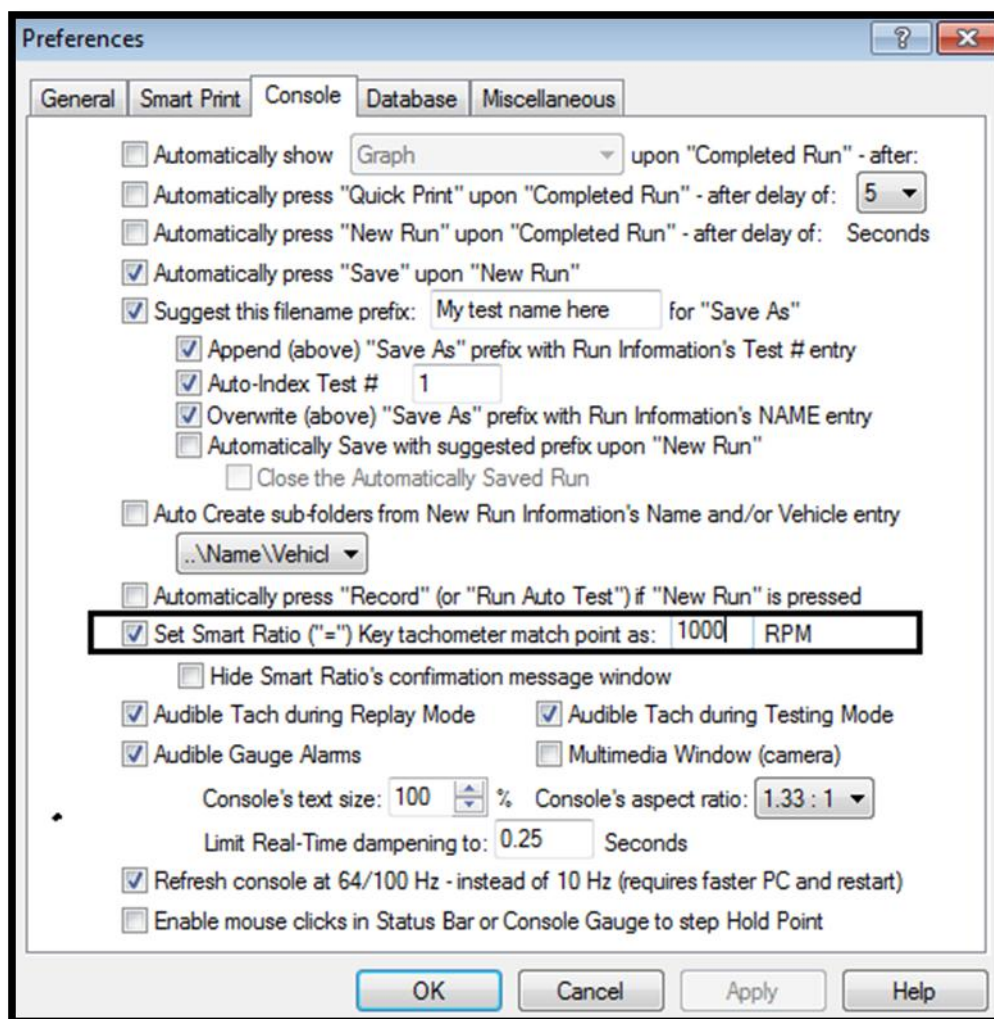 Preferences
General Smart Print Console Database Miscellaneous
Automatically show Graph upon "Completed Run" - after:
Automatically press "Quick Print" upon "Completed Run" - after delay of: 5
Automatically press "New Run" upon "Completed Run" - after delay of: Seconds
Automatically press "Save" upon "New Run"
Suggest this filename prefix: My test name here for "Save As"
Append (above) "Save As" prefix with Run Information's Test # entry
Auto-Index Test # 1
Overwrite (above) "Save As" prefix with Run Information's NAME entry
Automatically Save with suggested prefix upon "New Run"
Close the Automatically Saved Run
Auto Create sub-folders from New Run Information's Name and/or Vehicle entry
..\Name\Vehicl
Automatically press "Record" (or "Run Auto Test") if "New Run" is pressed
Set Smart Ratio ("=") Key tachometer match point as: 1000 RPM
Hide Smart Ratio's confirmation message window
Audible Tach during Replay Mode Audible Tach during Testing Mode
Audible Gauge Alarms Multimedia Window (camera)
Console's text size: 100 % Console's aspect ratio: 1.33 : 1
Limit Real-Time dampening to: 0.25 Seconds
Refresh console at 64/100 Hz - instead of 10 Hz (requires faster PC and restart)
Enable mouse clicks in Status Bar or Console Gauge to step Hold Point
OK Cancel Apply Help